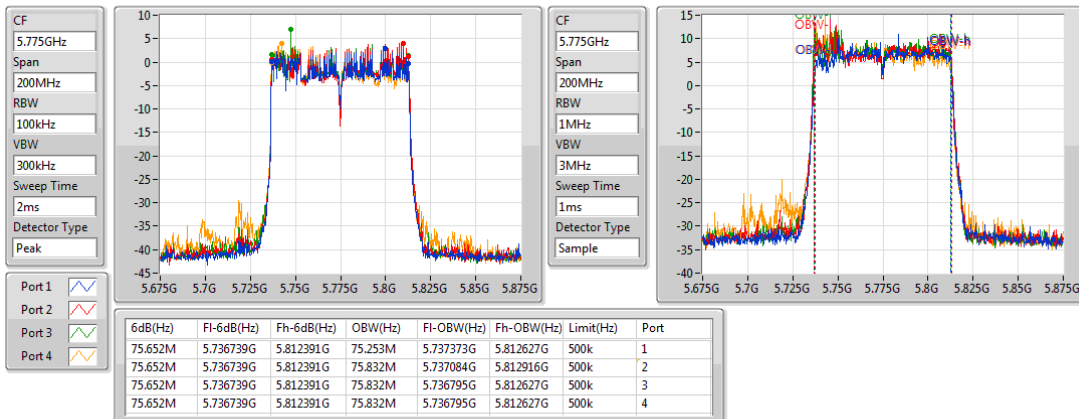 CF
5.775GHz
Span
200MHz
RBW
100kHz
VBW
300kHz
Sweep Time
2ms
Detector Type
Peak
10
5
0
-5
-10
-15
-20
-25
-30
-35
-40
-45
5.675G 5.7G 5.725G 5.75G 5.775G 5.8G 5.825G 5.85G 5.875G
CF
5.775GHz
Span
200MHz
RBW
1MHz
VBW
3MHz
Sweep Time
1ms
Detector Type
Sample
15
10
5
0
-5
-10
-15
-20
-25
-30
-35
-40
OBW-l
OBW-h
5.675G 5.7G 5.725G 5.75G 5.775G 5.8G 5.825G 5.85G 5.875G
Port 1
Port 2
Port 3
Port 4
6dB(Hz) Fl-6dB(Hz) Fh-6dB(Hz) OBW(Hz) Fl-OBW(Hz) Fh-OBW(Hz) Limit(Hz) Port
75.652M 5.736739G 5.812391G 75.253M 5.737373G 5.812627G 500k 1
75.652M 5.736739G 5.812391G 75.832M 5.737084G 5.812916G 500k 2
75.652M 5.736739G 5.812391G 75.832M 5.736795G 5.812627G 500k 3
75.652M 5.736739G 5.812391G 75.832M 5.736795G 5.812627G 500k 4